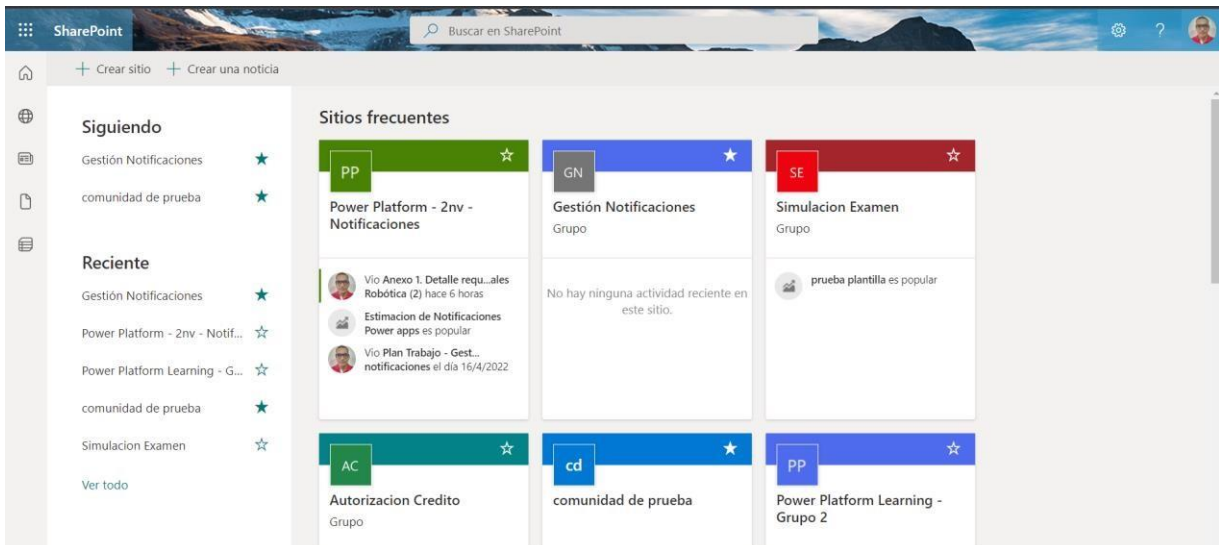 SharePoint
Buscar en SharePoint
?
+ Crear sitio + Crear una noticia
Siguiendo
Gestión Notificaciones
comunidad de prueba
Reciente
Gestión Notificaciones
Power Platform - 2nv - Notif...
Power Platform Learning - G...
comunidad de prueba
Simulacion Examen
Ver todo
Sitios frecuentes
PP
Power Platform - 2nv -
Notificaciones
Vio Anexo 1. Detalle requ...ales
Robótica (2) hace 6 horas
Estimacion de Notificaciones
Power apps es popular
Vio Plan Trabajo - Gest...
notificaciones el día 16/4/2022
GN
Gestión Notificaciones
Grupo
No hay ninguna actividad reciente en
este sitio.
SE
Simulacion Examen
Grupo
prueba plantilla es popular
AC
Autorizacion Credito
Grupo
cd
comunidad de prueba
PP
Power Platform Learning -
Grupo 2